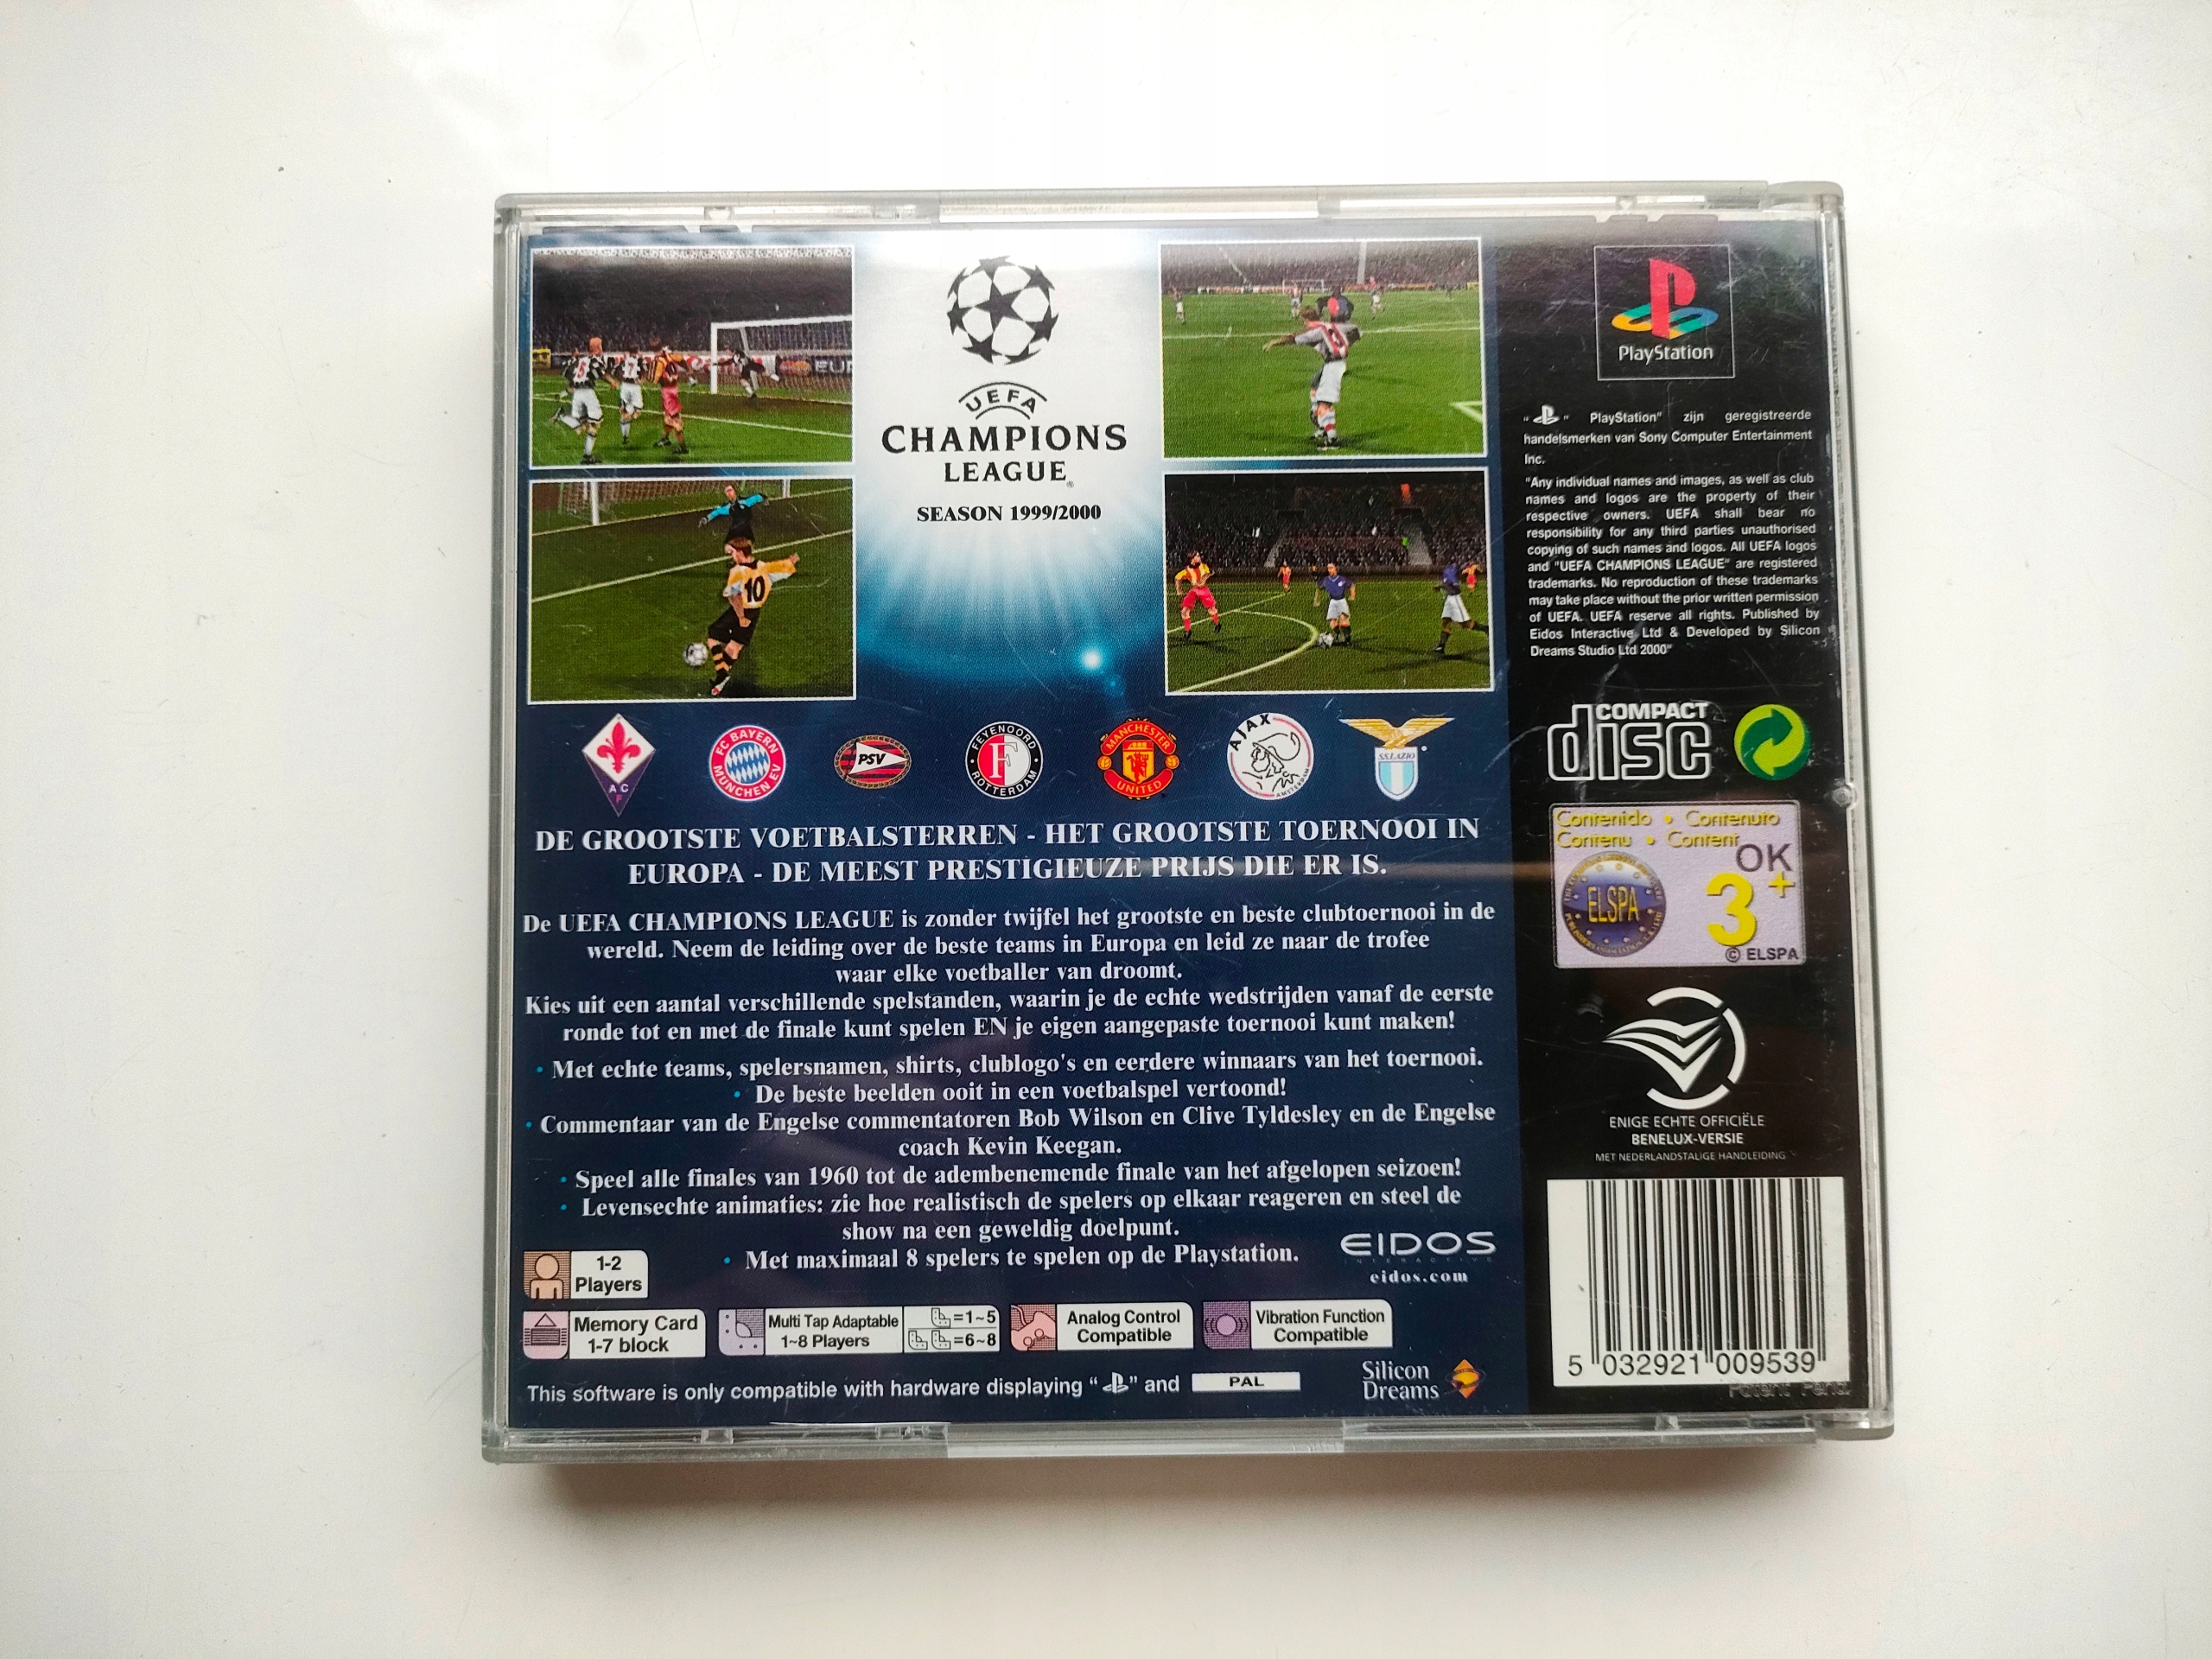 UEFA
CHAMPIONS
LEAGUE
SEASON 1999/2000
10
AC
F
FC BAYERN
MÜNCHEN EV
PSV
FEYENOORD
F
ROTTERDAM
MANCHESTER
UNITED
AJAX
AMSTERDAM
S.S.LAZIO
DE GROOTSTE VOETBALSTERREN - HET GROOTSTE TOERNOOI IN
EUROPA - DE MEEST PRESTIGIEUZE PRIJS DIE ER IS.
De UEFA CHAMPIONS LEAGUE is zonder twijfel het grootste en beste clubtoernooi in de
wereld. Neem de leiding over de beste teams in Europa en leid ze naar de trofee
waar elke voetballer van droomt.
Kies uit een aantal verschillende spelstanden, waarin je de echte wedstrijden vanaf de eerste
ronde tot en met de finale kunt spelen EN je eigen aangepaste toernooi kunt maken!
• Met echte teams, spelersnamen, shirts, clublogo's en eerdere winnaars van het toernooi.
• De beste beelden ooit in een voetbalspel vertoond!
• Commentaar van de Engelse commentatoren Bob Wilson en Clive Tyldesley en de Engelse
coach Kevin Keegan.
• Speel alle finales van 1960 tot de adembenemende finale van het afgelopen seizoen!
• Levensechte animaties: zie hoe realistisch de spelers op elkaar reageren en steel de
show na een geweldig doelpunt.
• Met maximaal 8 spelers te spelen op de Playstation.
EIDOS
INTERACTIVE
eidos.com
1-2
Players
Memory Card
1-7 block
Multi Tap Adaptable
1~8 Players
=1~5
=6~8
Analog Control
Compatible
Vibration Function
Compatible
This software is only compatible with hardware displaying " " and PAL
Silicon
Dreams
PlayStation
" " PlayStation" zijn geregistreerde
handelsmerken van Sony Computer Entertainment
Inc.
"Any individual names and images, as well as club
names and logos are the property of their
respective owners. UEFA shall bear no
responsibility for any third parties unauthorised
copying of such names and logos. All UEFA logos
and "UEFA CHAMPIONS LEAGUE" are registered
trademarks. No reproduction of these trademarks
may take place without the prior written permission
of UEFA. UEFA reserve all rights. Published by
Eidos Interactive Ltd & Developed by Silicon
Dreams Studio Ltd 2000"
COMPACT
disc
Contenido • Contenuto
Contenu • Content
OK
ELSPA
3+
© ELSPA
ENIGE ECHTE OFFICIËLE
BENELUX-VERSIE
MET NEDERLANDSTALIGE HANDLEIDING
5 032921 009539